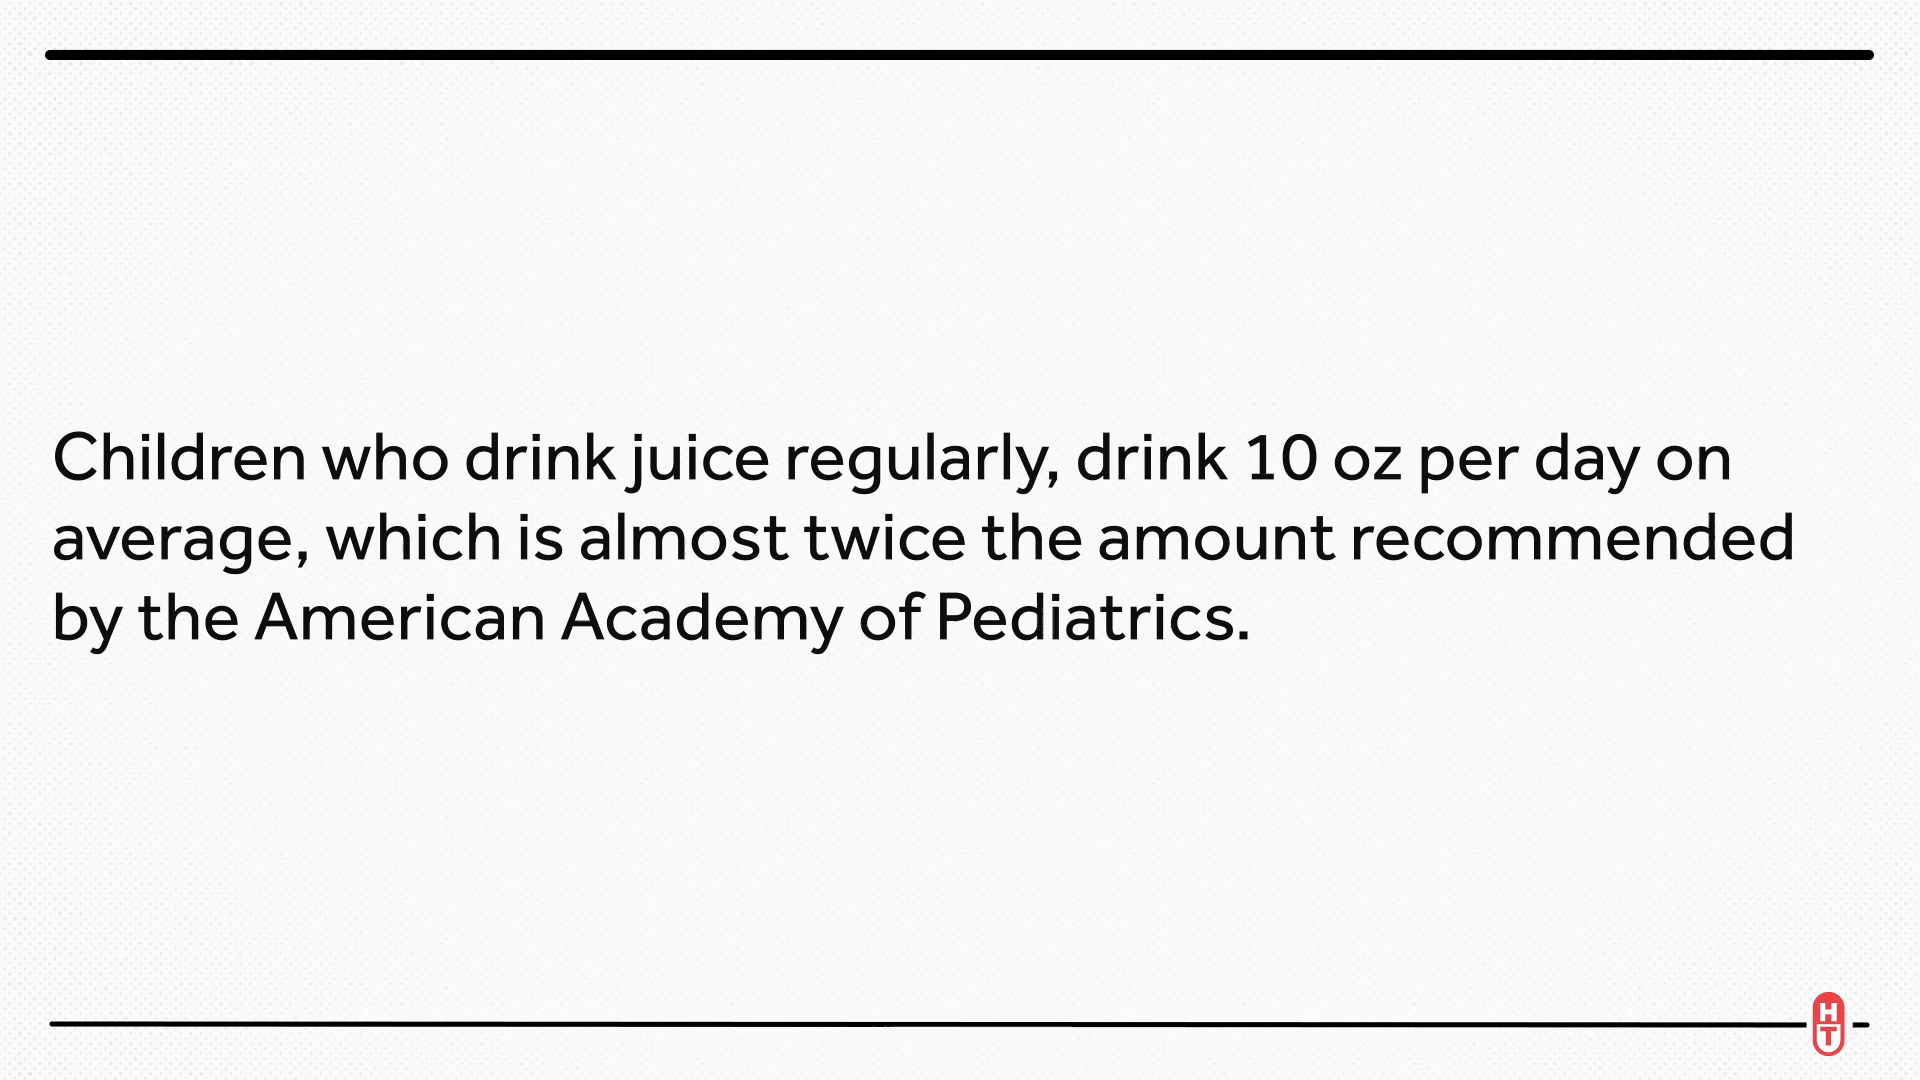 Children who drink juice regularly, drink 10 oz per day on
average, which is almost twice the amount recommended
by the American Academy of Pediatrics.
H
T